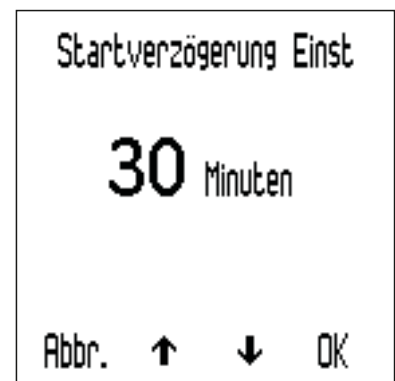 Startverzögerung Einst
30 Minuten
Abbr. ↑ ↓ OK